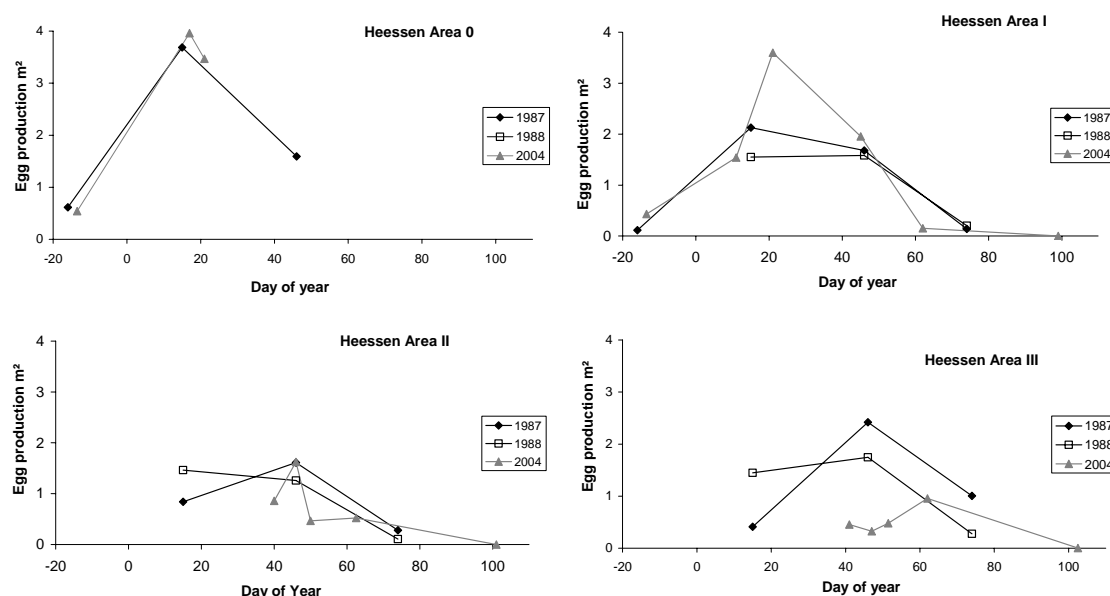 Heessen Area 0
Egg production m²
4
3
2
1
0
-20 0 20 40 60 80 100
Day of year
1987
1988
2004
Heessen Area I
Egg production m²
4
3
2
1
0
-20 0 20 40 60 80 100
Day of year
1987
1988
2004
Heessen Area II
Egg production m²
4
3
2
1
0
-20 0 20 40 60 80 100
Day of Year
1987
1988
2004
Heessen Area III
Egg production m²
4
3
2
1
0
-20 0 20 40 60 80 100
Day of year
1987
1988
2004